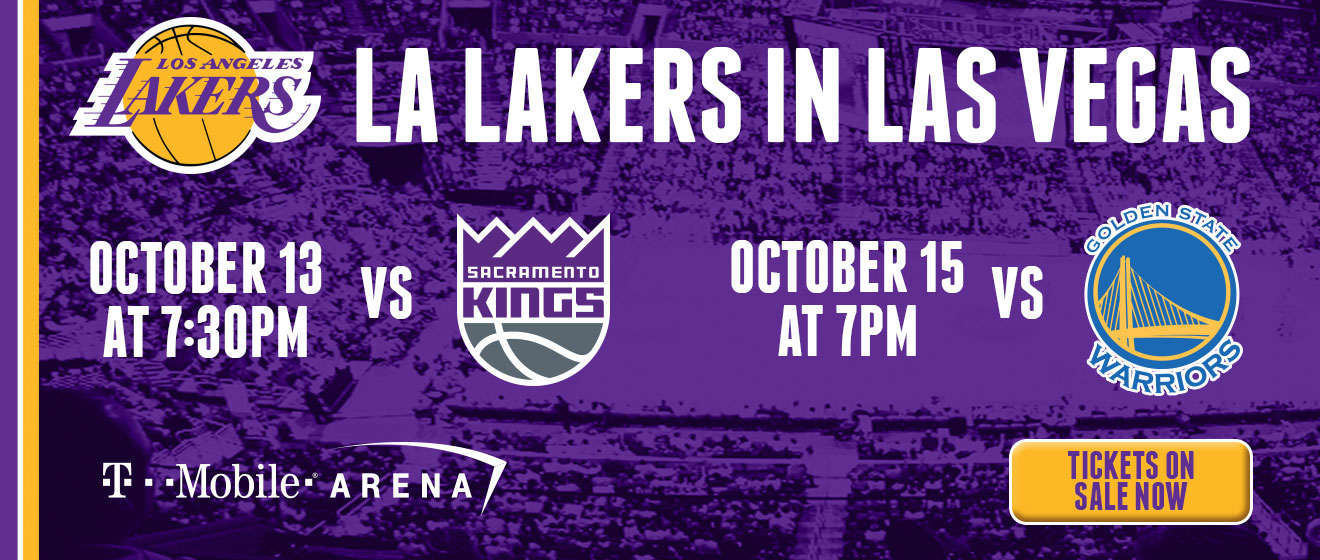 LOS ANGELES
LAKERS
LA LAKERS IN LAS VEGAS
OCTOBER 13
AT 7:30PM
VS
SACRAMENTO
KINGS
OCTOBER 15
AT 7PM
VS
GOLDEN STATE
WARRIORS
T··Mobile·® ARENA
TICKETS ON
SALE NOW